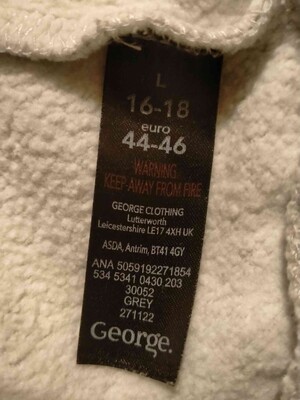 L
16-18
euro
44-46
WARNING
KEEP AWAY FROM FIRE
GEORGE CLOTHING
Lutterworth
Leicestershire LE17 4XH UK
ASDA, Antrim, BT41 4GY
ANA 5059192271854
534 5341 0430 203
30052
GREY
271122
George.